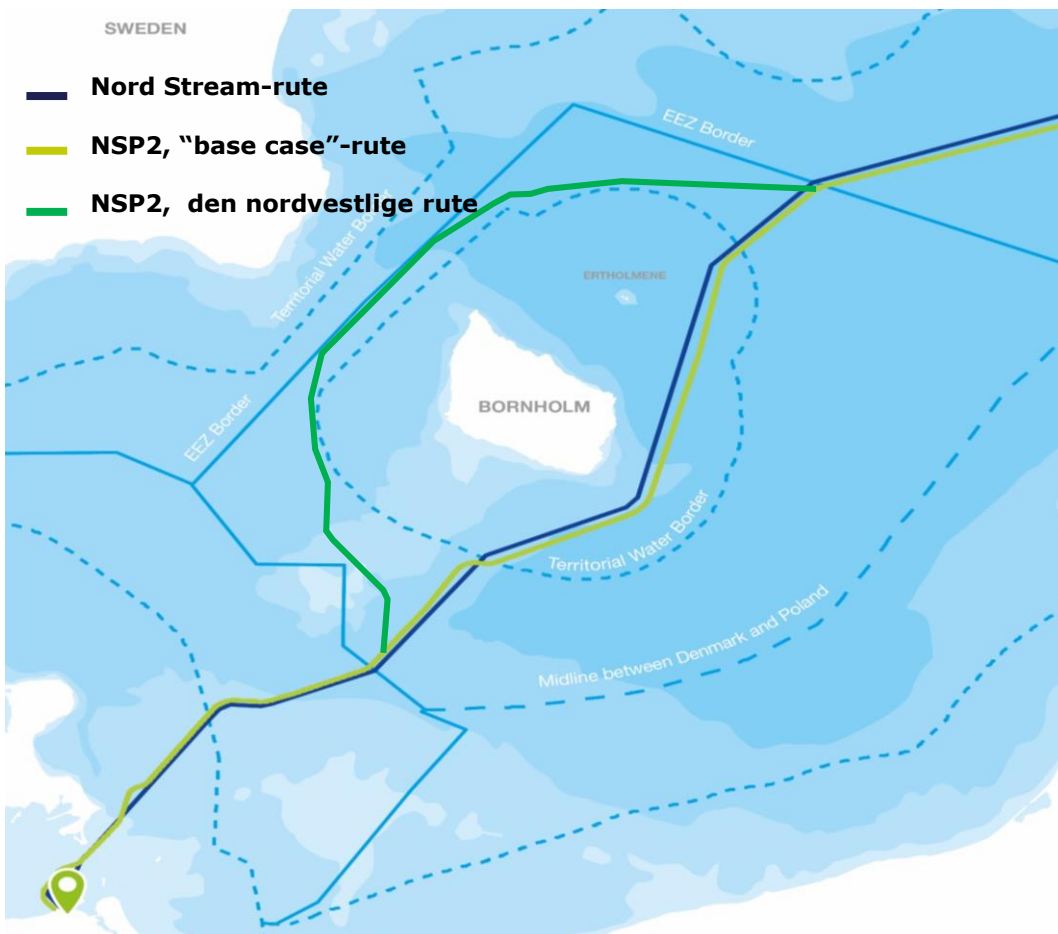 SWEDEN
Nord Stream-rute
NSP2, “base case”-rute
NSP2, den nordvestlige rute
EEZ Border
Territorial Water Border
ERTHOLMENE
BORNHOLM
EEZ Border
Territorial Water Border
Midline between Denmark and Poland